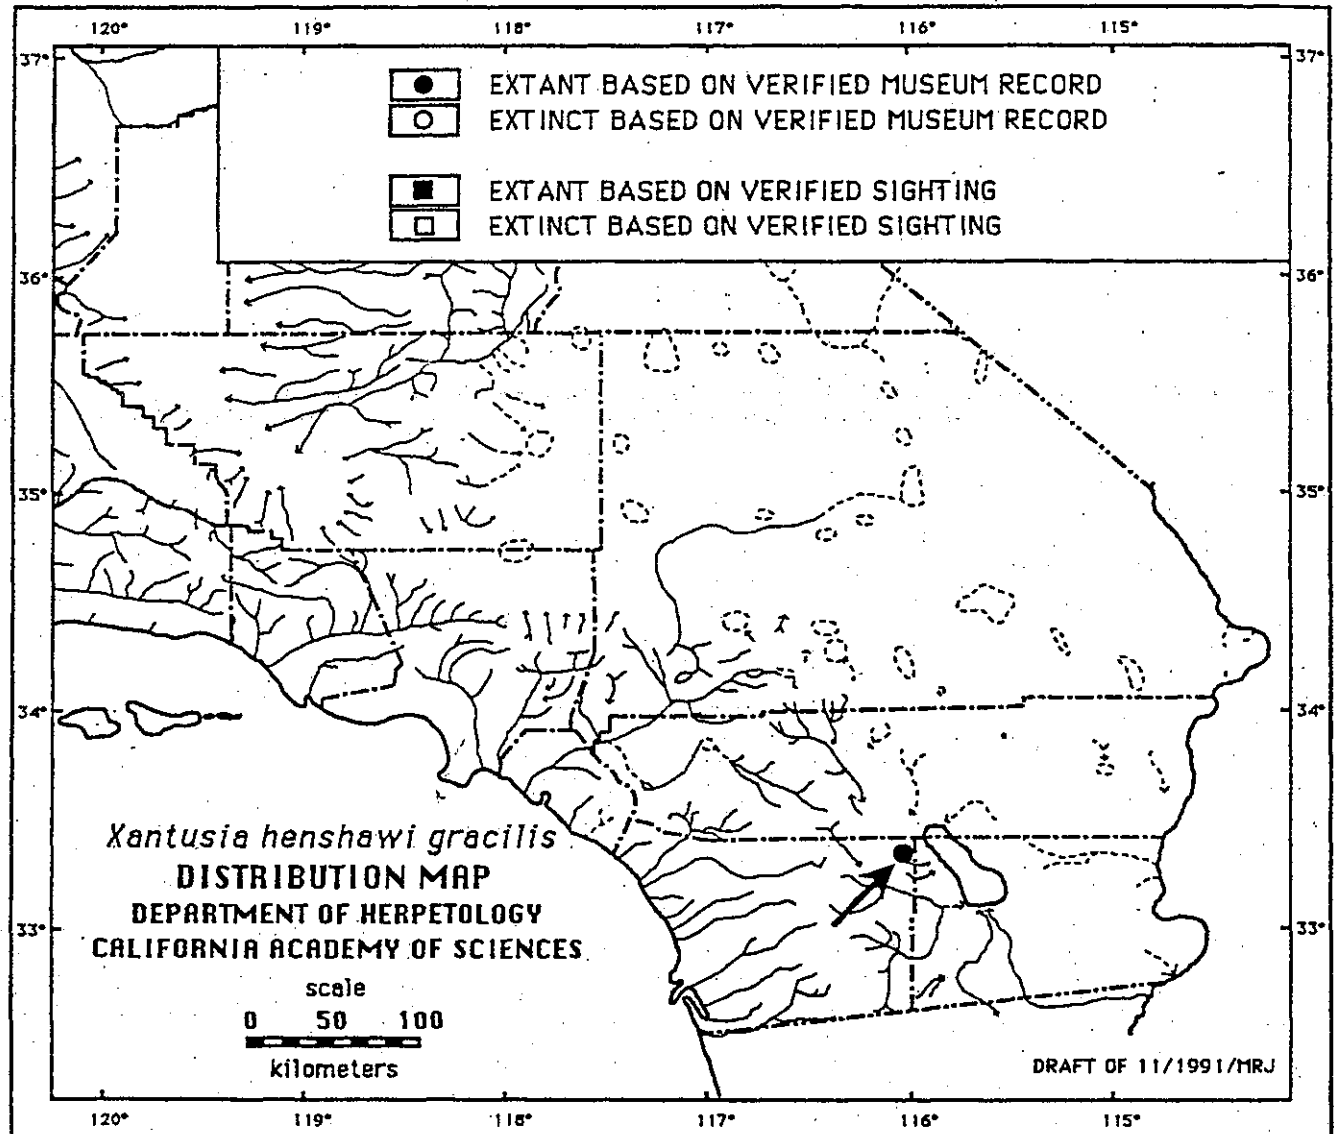 120° 119° 118° 117° 116° 115°
37° 37°
EXTANT BASED ON VERIFIED MUSEUM RECORD
EXTINCT BASED ON VERIFIED MUSEUM RECORD
EXTANT BASED ON VERIFIED SIGHTING
EXTINCT BASED ON VERIFIED SIGHTING
36° 36°
35° 35°
34° 34°
Xantusia henshawi gracilis
DISTRIBUTION MAP
DEPARTMENT OF HERPETOLOGY
CALIFORNIA ACADEMY OF SCIENCES
33° 33°
scale
0 50 100
kilometers
DRAFT OF 11/1991/MRJ
120° 119° 118° 117° 116° 115°